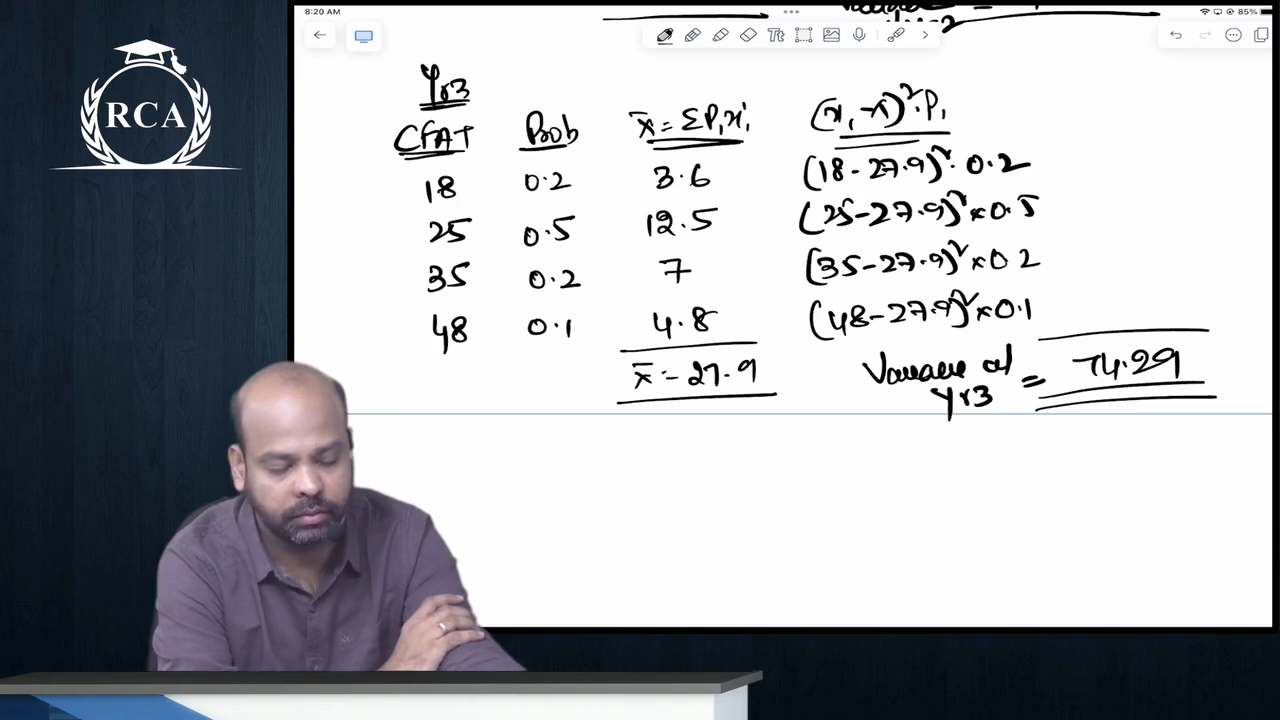 8:20 AM
85%
RCA
Yr3
CFAT Prob x̄ = ΣPᵢxᵢ (xᵢ - x̄)²·Pᵢ
18 0.2 3.6 (18-27.9)²· 0.2
25 0.5 12.5 (25-27.9)²×0.5
35 0.2 7 (35-27.9)²×0.2
48 0.1 4.8 (48-27.9)²×0.1
x̄ = 27.9
Variance of
Yr3 = 74.29